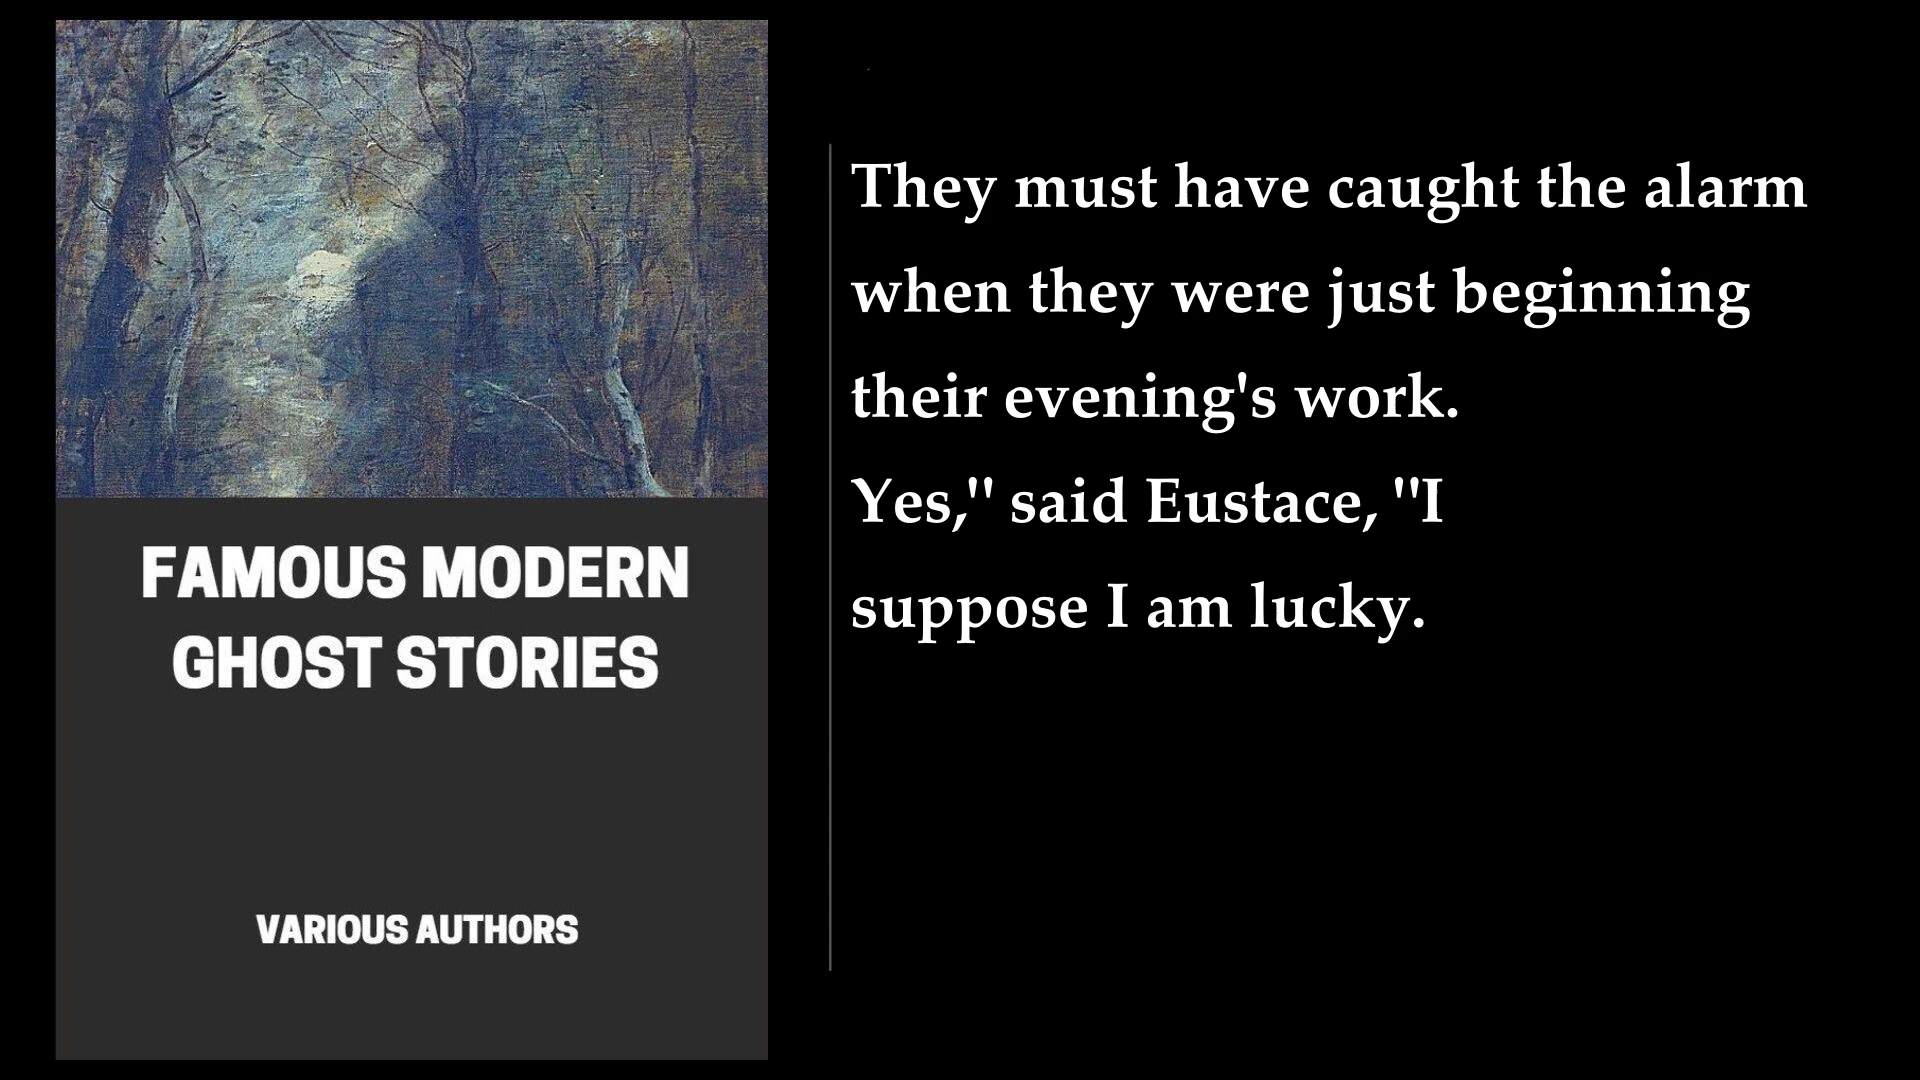 FAMOUS MODERN
GHOST STORIES
VARIOUS AUTHORS
They must have caught the alarm
when they were just beginning
their evening's work.
Yes," said Eustace, "I
suppose I am lucky.